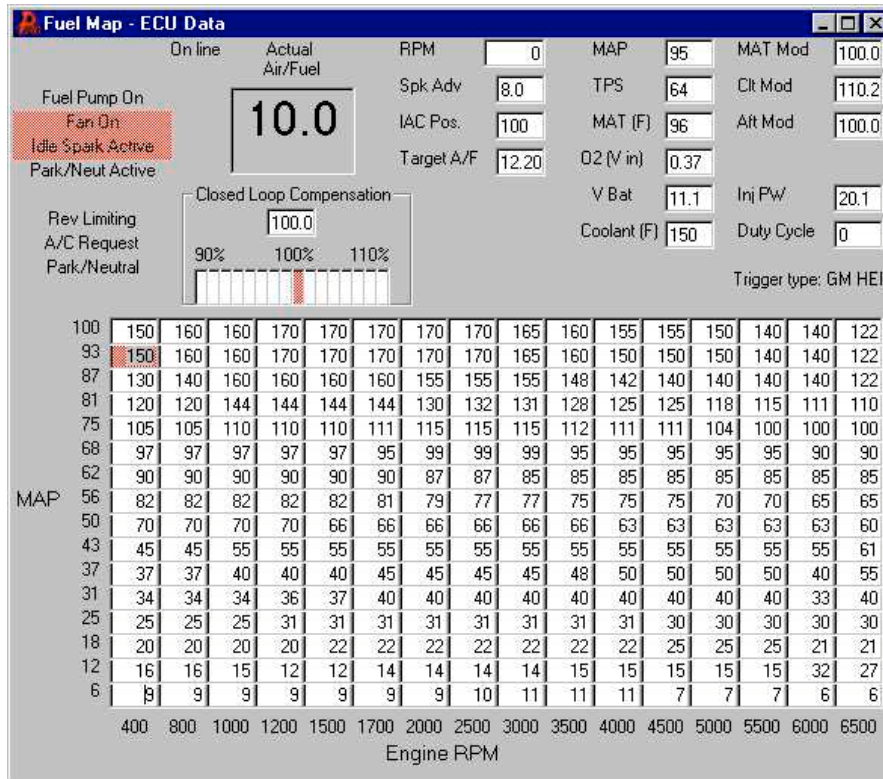 Fuel Map - ECU Data
On line Actual Air/Fuel RPM 0 MAP 95 MAT Mod 100.0
Fuel Pump On 10.0 Spk Adv 8.0 TPS 64 Clt Mod 110.2
Fan On IAC Pos. 100 MAT (F) 96 Aft Mod 100.0
Idle Spark Active
Park/Neut Active Target A/F 12.20 O2 (V in) 0.37
Closed Loop Compensation V Bat 11.1 Inj PW 20.1
Rev Limiting 100.0
A/C Request Coolant (F) 150 Duty Cycle 0
Park/Neutral 90% 100% 110%
Trigger type: GM HEI
100 150 160 160 170 170 170 170 170 165 160 155 155 150 140 140 122
93 150 160 160 170 170 170 170 170 165 160 150 150 150 140 140 122
87 130 140 160 160 160 160 155 155 155 148 142 140 140 140 140 122
81 120 120 144 144 144 144 130 132 131 128 125 125 118 115 111 110
75 105 105 110 110 110 111 115 115 115 112 111 111 104 100 100 100
68 97 97 97 97 97 95 99 99 99 95 95 95 95 95 90 90
62 90 90 90 90 90 90 87 87 85 85 85 85 85 85 85 85
MAP 56 82 82 82 82 82 81 79 77 77 75 75 75 70 70 65 65
50 70 70 70 70 66 66 66 66 66 66 63 63 63 63 63 60
43 45 45 55 55 55 55 55 55 55 55 55 55 55 55 55 61
37 37 37 40 40 40 45 45 45 45 48 50 50 50 50 40 55
31 34 34 34 36 37 40 40 40 40 40 40 40 40 40 33 40
25 25 25 25 31 31 31 31 31 31 31 31 30 30 30 30 30
18 20 20 20 20 22 22 22 22 22 22 22 25 25 25 21 21
12 16 16 15 12 12 14 14 14 14 15 15 15 15 15 32 27
6 9 9 9 9 9 9 9 10 11 11 11 7 7 7 6 6
400 800 1000 1200 1500 1700 2000 2500 3000 3500 4000 4500 5000 5500 6000 6500
Engine RPM